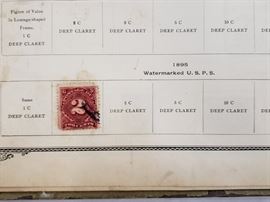 Figure of Value
in Lozenge-shaped
Frame.
1 C
DEEP CLARET
2 C
DEEP CLARET
3 C
DEEP CLARET
5 C
DEEP CLARET
10 C
DEEP CLARET
1895
Watermarked U. S. P. S.
Same
1 C
DEEP CLARET
2
3 C
DEEP CLARET
5 C
DEEP CLARET
10 C
DEEP CLARET